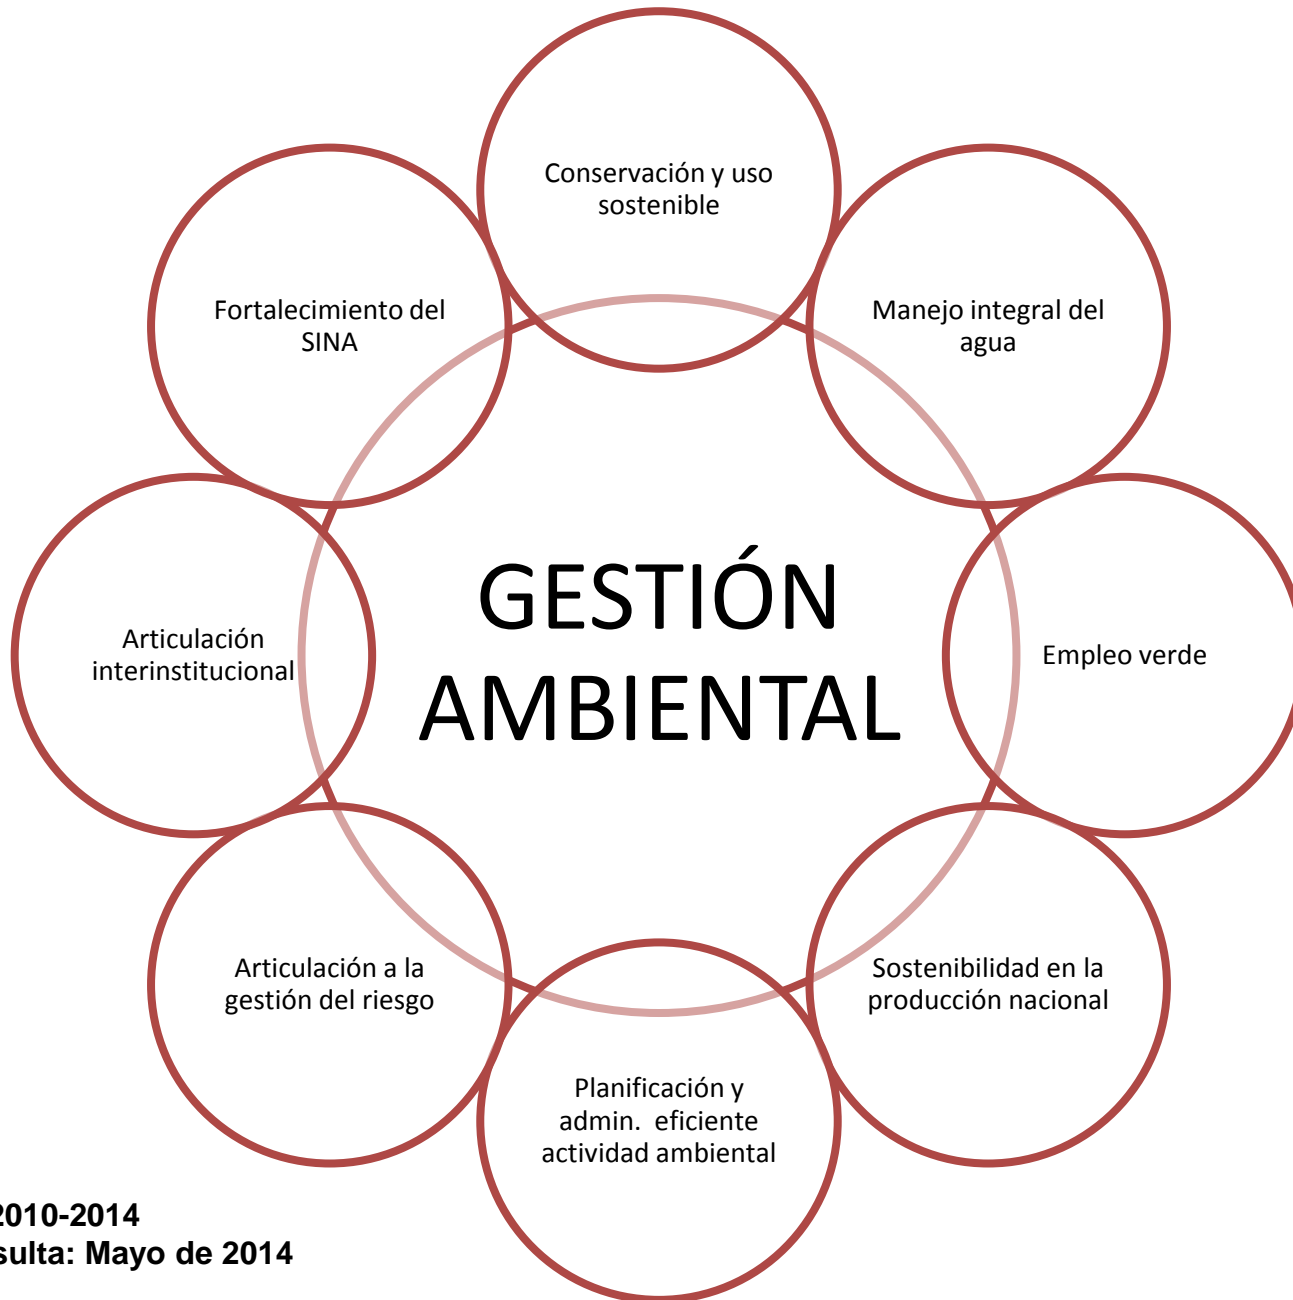 Conservación y uso
sostenible
Manejo integral del
agua
Empleo verde
Sostenibilidad en la
producción nacional
Planificación y
admin. eficiente
actividad ambiental
Articulación a la
gestión del riesgo
Articulación
interinstitucional
Fortalecimiento del
SINA
GESTIÓN
AMBIENTAL
2010-2014
sulta: Mayo de 2014